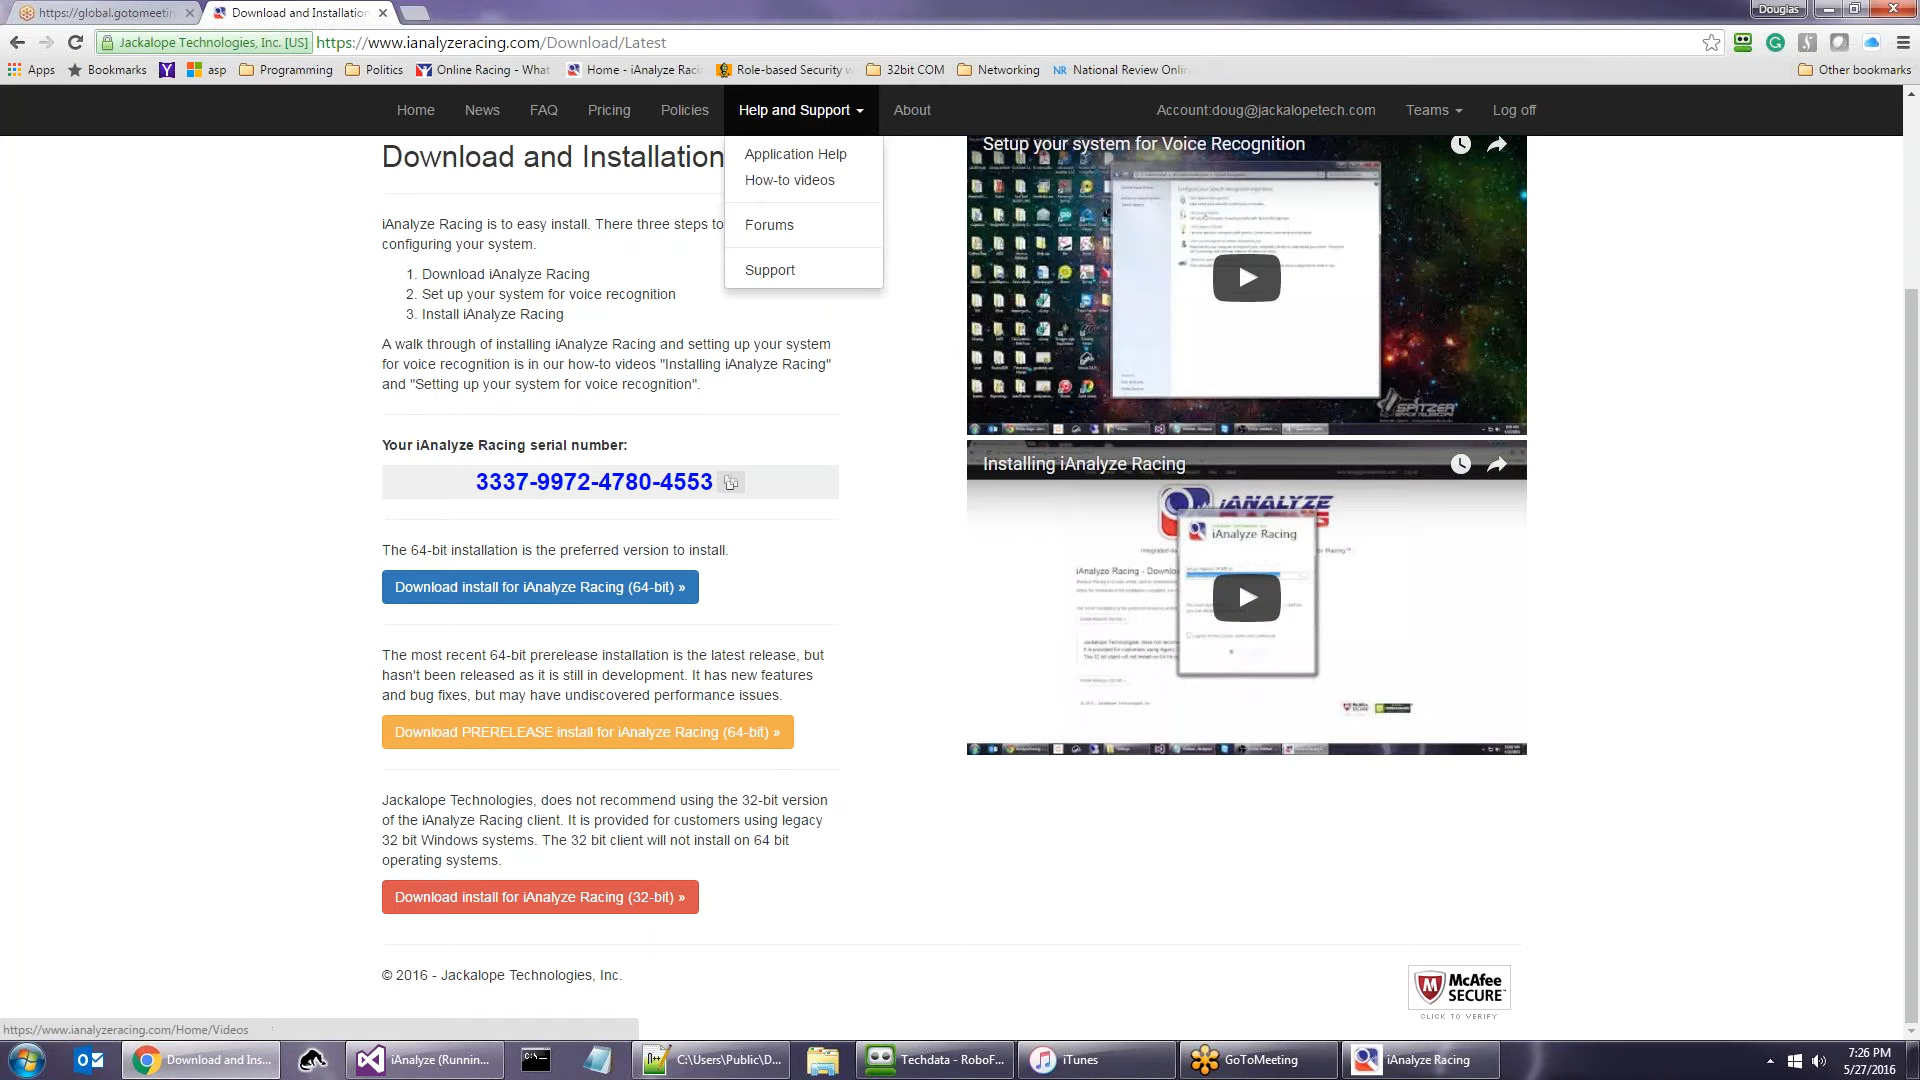 https://global.gotomeetin
Download and Installation
Douglas
Jackalope Technologies, Inc. [US]
https://www.ianalyzeracing.com/Download/Latest
Apps
Bookmarks
asp
Programming
Politics
Online Racing - What
Home - iAnalyze Raci
Role-based Security
32bit COM
Networking
NR National Review Onli
Other bookmarks
Home
News
FAQ
Pricing
Policies
Help and Support
About
Account:doug@jackalopetech.com
Teams
Log off
Application Help
How-to videos
Forums
Support
Download and Installation
iAnalyze Racing is to easy install. There three steps to
configuring your system.
1. Download iAnalyze Racing
2. Set up your system for voice recognition
3. Install iAnalyze Racing
A walk through of installing iAnalyze Racing and setting up your system
for voice recognition is in our how-to videos "Installing iAnalyze Racing"
and "Setting up your system for voice recognition".
Your iAnalyze Racing serial number:
3337-9972-4780-4553
The 64-bit installation is the preferred version to install.
Download install for iAnalyze Racing (64-bit) »
The most recent 64-bit prerelease installation is the latest release, but
hasn't been released as it is still in development. It has new features
and bug fixes, but may have undiscovered performance issues.
Download PRERELEASE install for iAnalyze Racing (64-bit) »
Jackalope Technologies, does not recommend using the 32-bit version
of the iAnalyze Racing client. It is provided for customers using legacy
32 bit Windows systems. The 32 bit client will not install on 64 bit
operating systems.
Download install for iAnalyze Racing (32-bit) »
© 2016 - Jackalope Technologies, Inc.
Setup your system for Voice Recognition
SPITZER
SPACE TELESCOPE
Installing iAnalyze Racing
iANALYZE
iAnalyze Racing
McAfee
SECURE™
CLICK TO VERIFY
https://www.ianalyzeracing.com/Home/Videos
Download and Ins...
iAnalyze (Runnin...
C:\Users\Public\D...
Techdata - RoboF...
iTunes
GoToMeeting
iAnalyze Racing
7:26 PM
5/27/2016